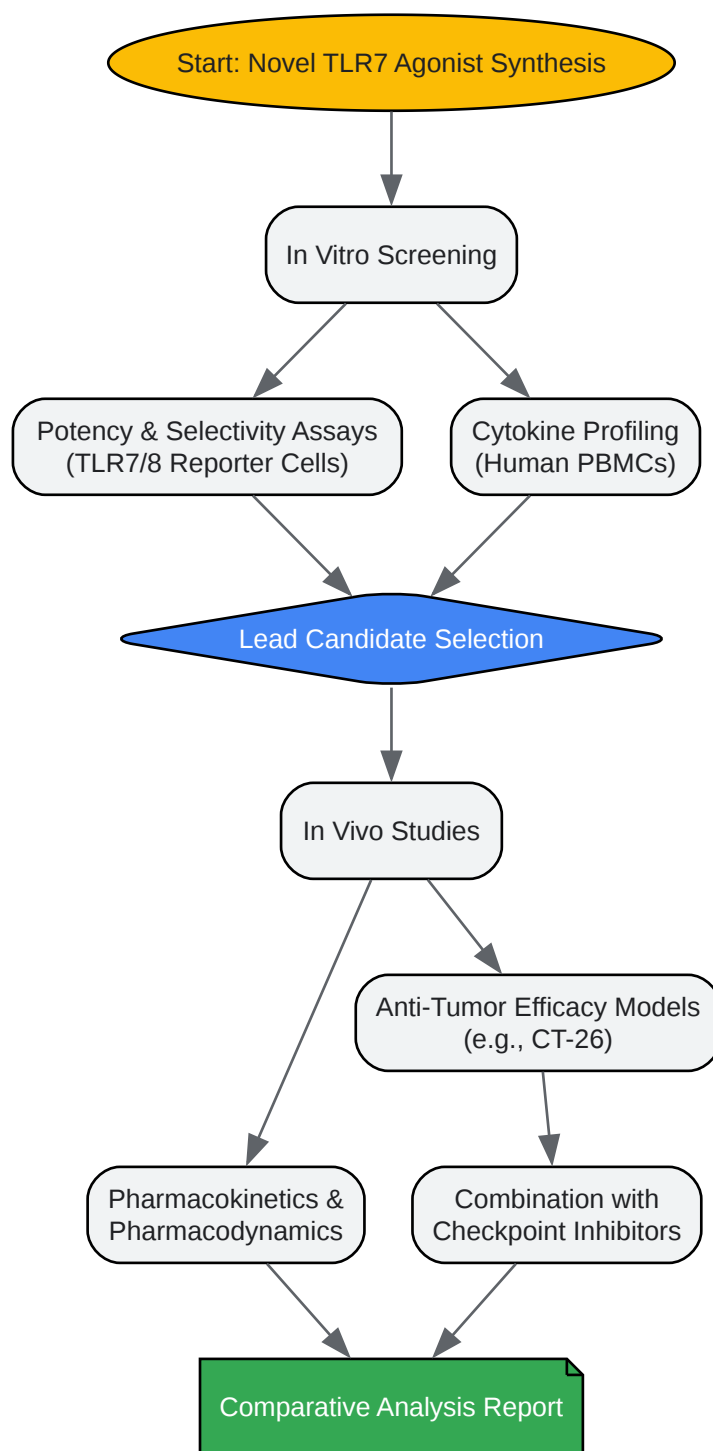 Start: Novel TLR7 Agonist Synthesis
In Vitro Screening
Potency & Selectivity Assays
(TLR7/8 Reporter Cells)
Cytokine Profiling
(Human PBMCs)
Lead Candidate Selection
In Vivo Studies
Anti-Tumor Efficacy Models
(e.g., CT-26)
Pharmacokinetics &
Pharmacodynamics
Combination with
Checkpoint Inhibitors
Comparative Analysis Report